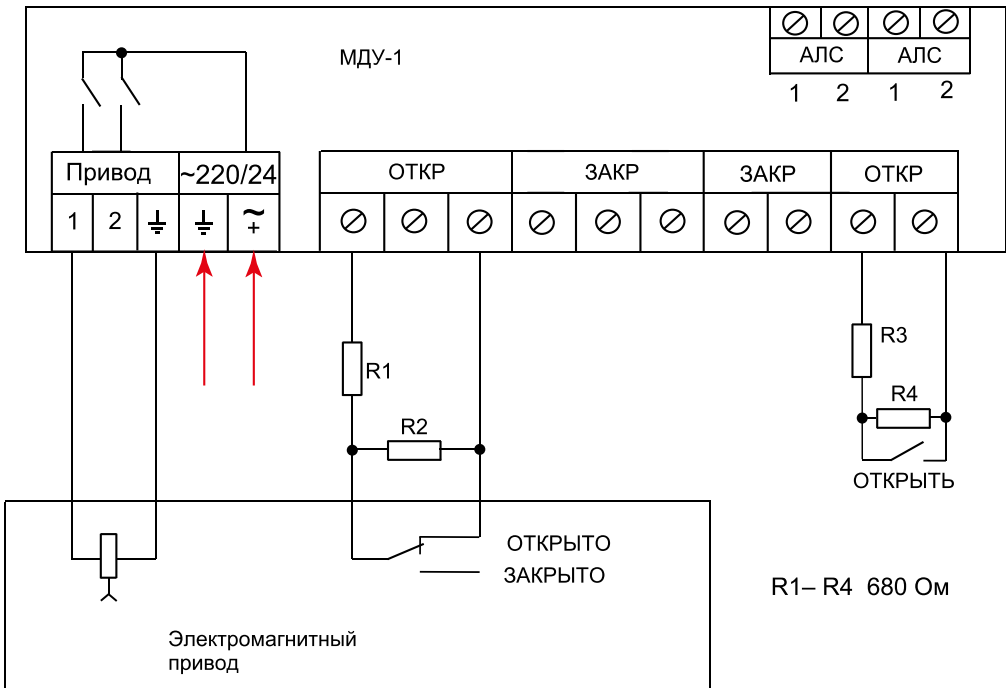 МДУ-1
АЛС АЛС
1 2 1 2
Привод ~220/24
1 2 ~ +
ОТКР ЗАКР ЗАКР ОТКР
R1
R2
R3
R4
ОТКРЫТЬ
ОТКРЫТО
ЗАКРЫТО
R1– R4 680 Ом
Электромагнитный
привод